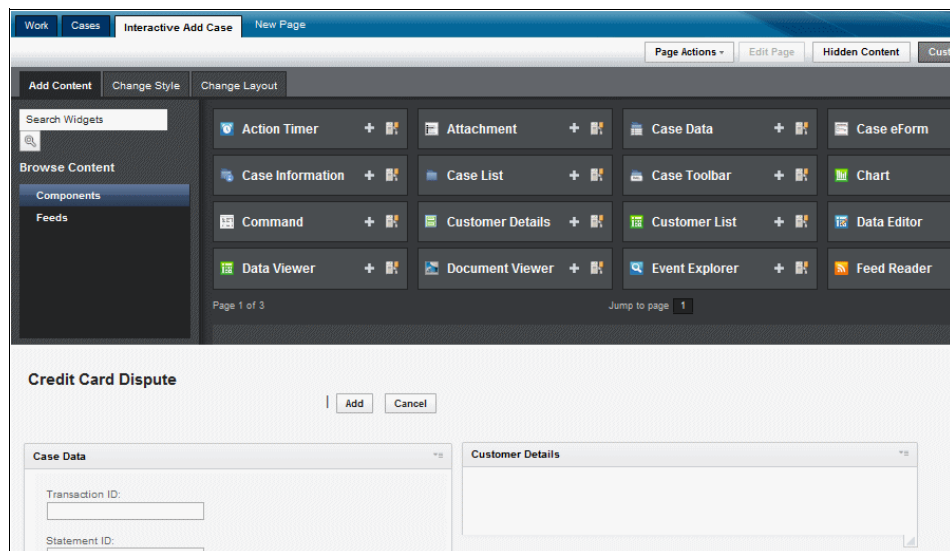 Work Cases Interactive Add Case New Page
Page Actions Edit Page Hidden Content Cust
Add Content Change Style Change Layout
Search Widgets
Browse Content
Components
Feeds
Action Timer Attachment Case Data Case eForm
Case Information Case List Case Toolbar Chart
Command Customer Details Customer List Data Editor
Data Viewer Document Viewer Event Explorer Feed Reader
Page 1 of 3 Jump to page 1
Credit Card Dispute
Add Cancel
Case Data Customer Details
Transaction ID:
Statement ID: